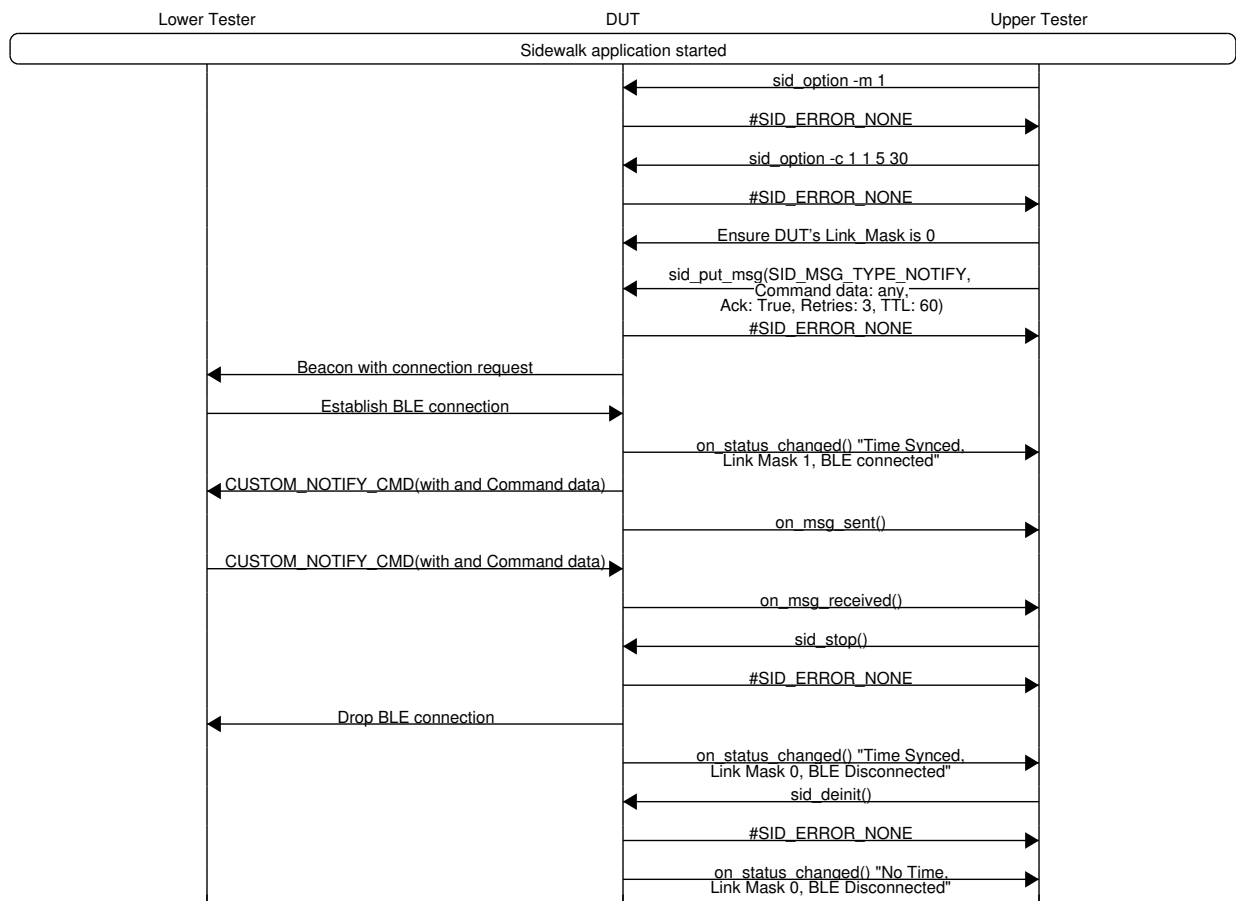 Lower Tester DUT Upper Tester
Sidewalk application started
sid_option -m 1
#SID_ERROR_NONE
sid_option -c 1 1 5 30
#SID_ERROR_NONE
Ensure DUT's Link_Mask is 0
sid_put_msg(SID_MSG_TYPE_NOTIFY,
Command data: any,
Ack: True, Retries: 3, TTL: 60)
#SID_ERROR_NONE
Beacon with connection request
Establish BLE connection
on_status_changed() "Time Synced,
Link Mask 1, BLE connected"
CUSTOM_NOTIFY_CMD(with and Command data)
on_msg_sent()
CUSTOM_NOTIFY_CMD(with and Command data)
on_msg_received()
sid_stop()
#SID_ERROR_NONE
Drop BLE connection
on_status_changed() "Time Synced,
Link Mask 0, BLE Disconnected"
sid_deinit()
#SID_ERROR_NONE
on_status_changed() "No Time,
Link Mask 0, BLE Disconnected"